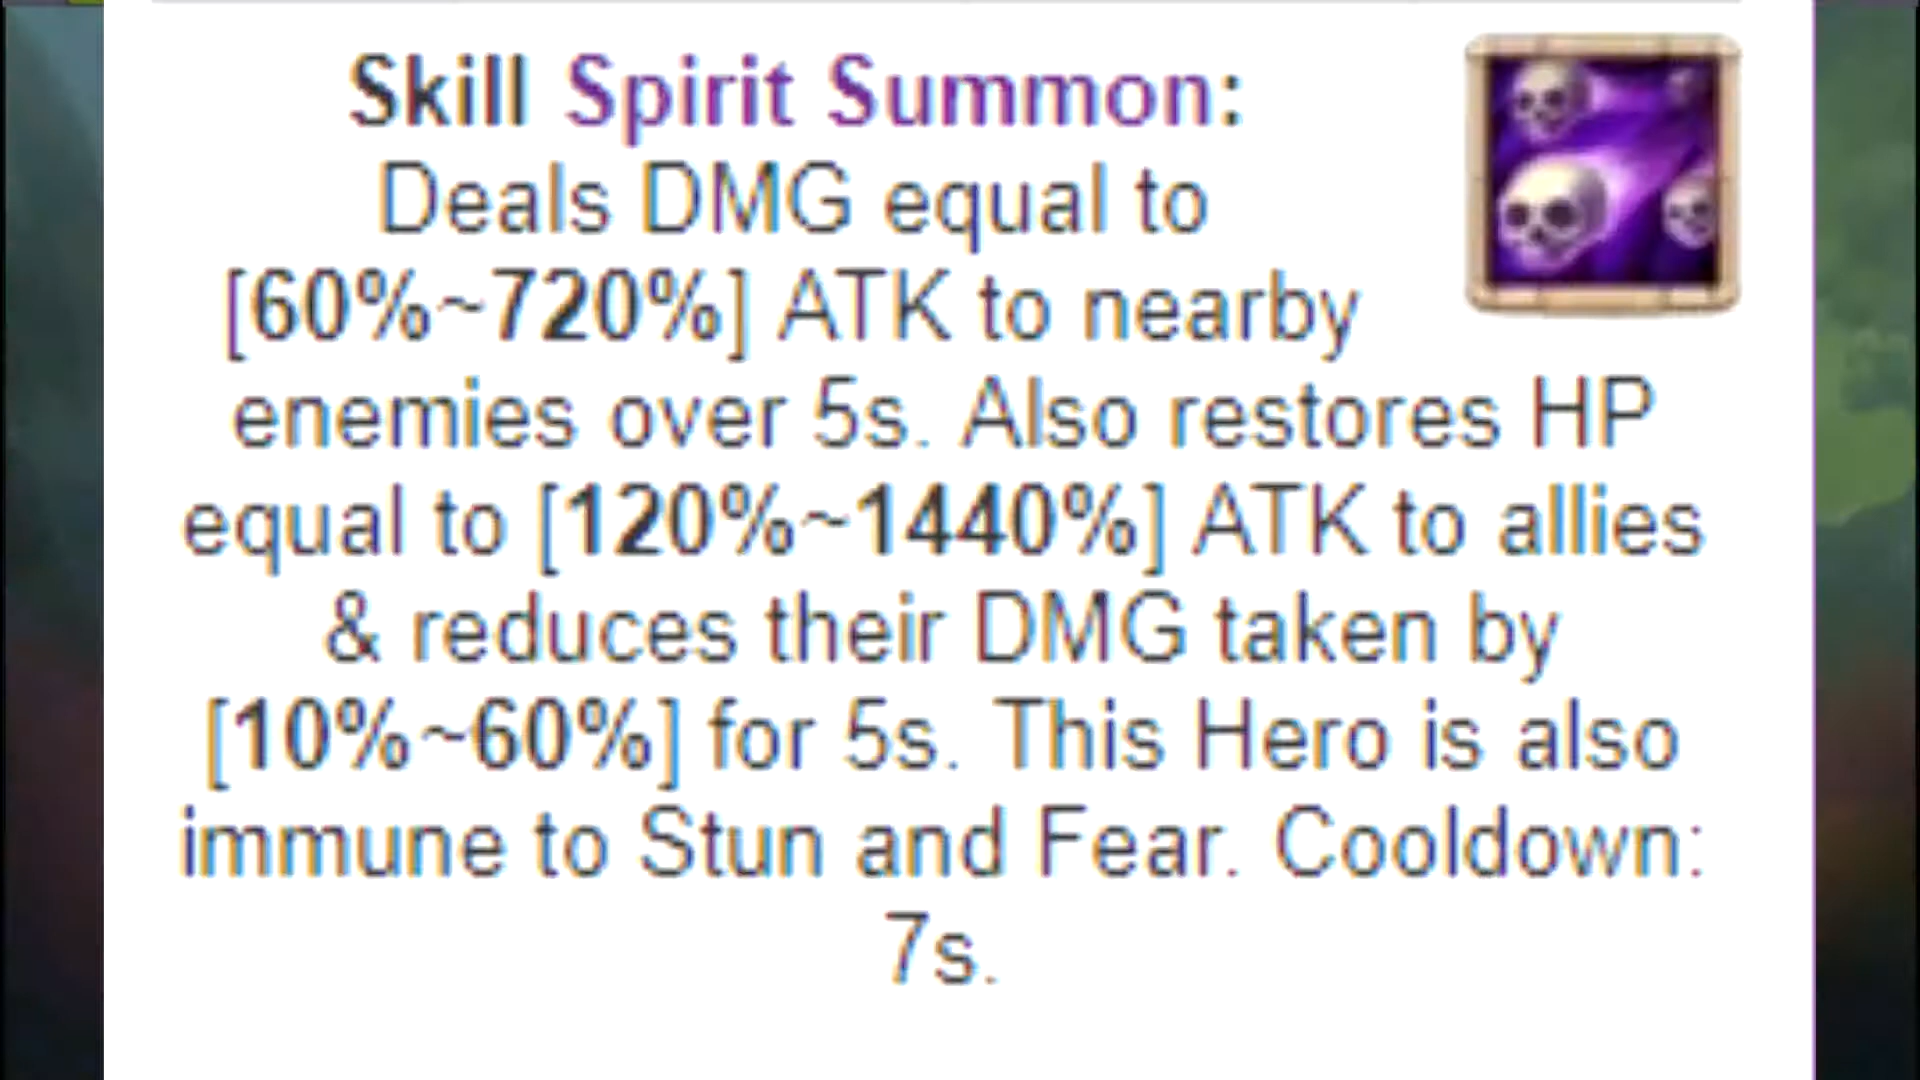 Skill Spirit Summon:
Deals DMG equal to
[60%~720%] ATK to nearby
enemies over 5s. Also restores HP
equal to [120%~1440%] ATK to allies
& reduces their DMG taken by
[10%~60%] for 5s. This Hero is also
immune to Stun and Fear. Cooldown:
7s.